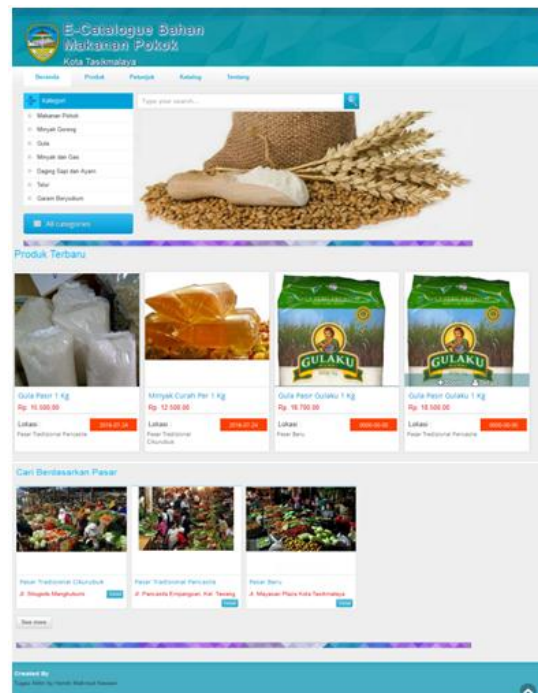 E-Catalogue Bahan
Makanan Pokok
Kota Tasikmalaya
Beranda Produk Petunjuk Katalog Tentang
Kategori
Type your search...
Makanan Pokok
Minyak Goreng
Gula
Minyak dan Gas
Daging Sapi dan Ayam
Telur
Garam Beryodium
All categories
Produk Terbaru
GULAKU
GULAKU
Gula Pasir 1 Kg
Rp. 15.500,00
Lokasi :
2016-07-24
Pasar Tradisional Pancasila
Minyak Curah Per 1 Kg
Rp. 12.500,00
Lokasi :
2016-07-24
Pasar Tradisional
Cikurubuk
Gula Pasir Gulaku 1 Kg
Rp. 18.700,00
Lokasi :
0000-00-00
Pasar Baru
Gula Pasir Gulaku 1 Kg
Rp. 18.500,00
Lokasi :
0000-00-00
Pasar Tradisional Pancasila
Cari Berdasarkan Pasar
Pasar Tradisional Cikurubuk
Jl. Situgede Mangkubumi
Pasar Tradisional Pancasila
Jl. Pancasila Empangsari, Kel. Tawang
Pasar Baru
Jl. Mayasari Plaza Kota Tasikmalaya
See more
Created By